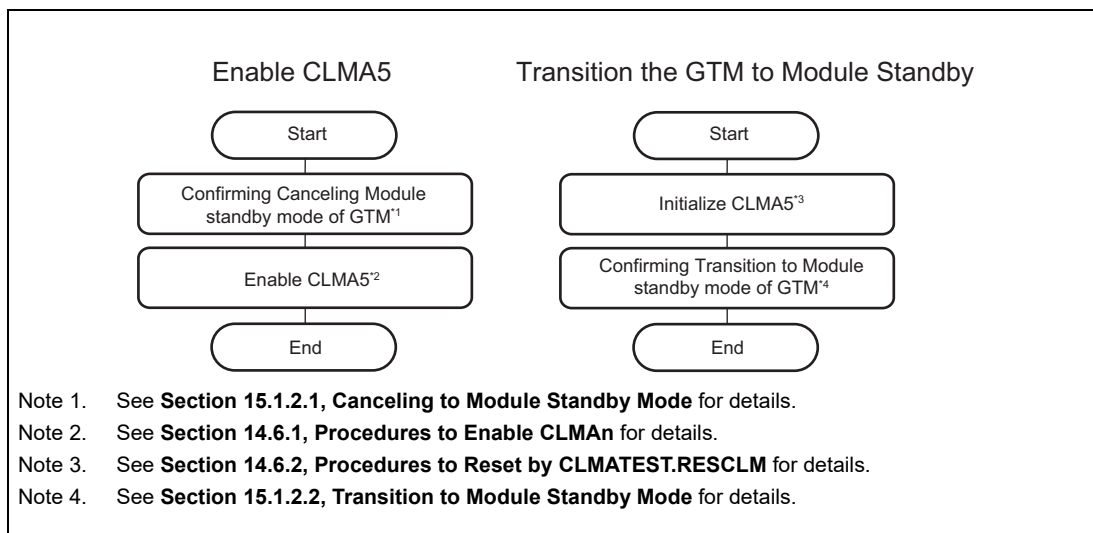 Enable CLMA5
Start
Confirming Canceling Module
standby mode of GTM*1
Enable CLMA5*2
End
Transition the GTM to Module Standby
Start
Initialize CLMA5*3
Confirming Transition to Module
standby mode of GTM*4
End
Note 1. See Section 15.1.2.1, Canceling to Module Standby Mode for details.
Note 2. See Section 14.6.1, Procedures to Enable CLMAn for details.
Note 3. See Section 14.6.2, Procedures to Reset by CLMATEST.RESCLM for details.
Note 4. See Section 15.1.2.2, Transition to Module Standby Mode for details.